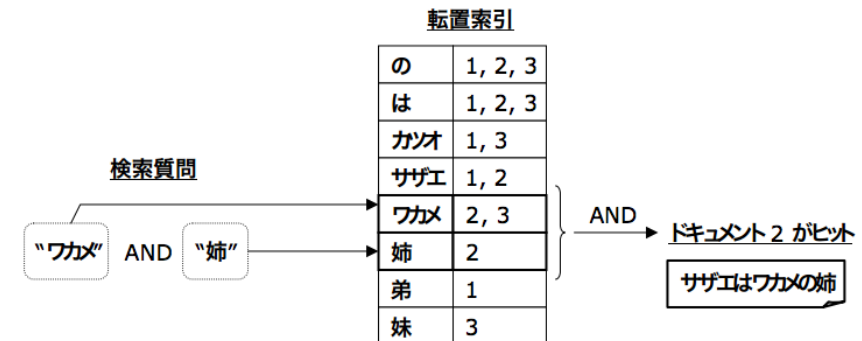 転置索引
の 1, 2, 3
は 1, 2, 3
カツオ 1, 3
サザエ 1, 2
ワカメ 2, 3
姉 2
弟 1
妹 3
検索質問
“ワカメ” AND “姉”
AND
ドキュメント 2 がヒット
サザエはワカメの姉